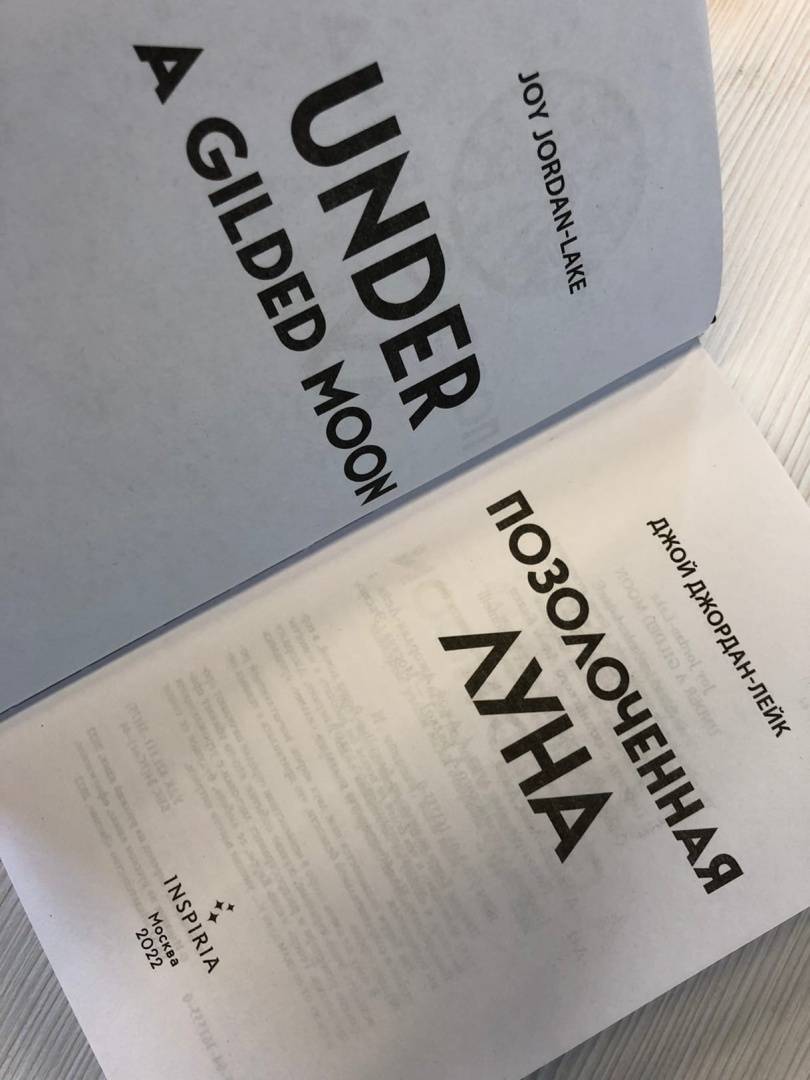 JOY JORDAN-LAKE
UNDER
A GILDED MOON
ДЖОЙ ДЖОРДАН-ЛЕЙК
ПОЗОЛОЧЕННАЯ
ЛУНА
INSPIRIA
Москва
2022